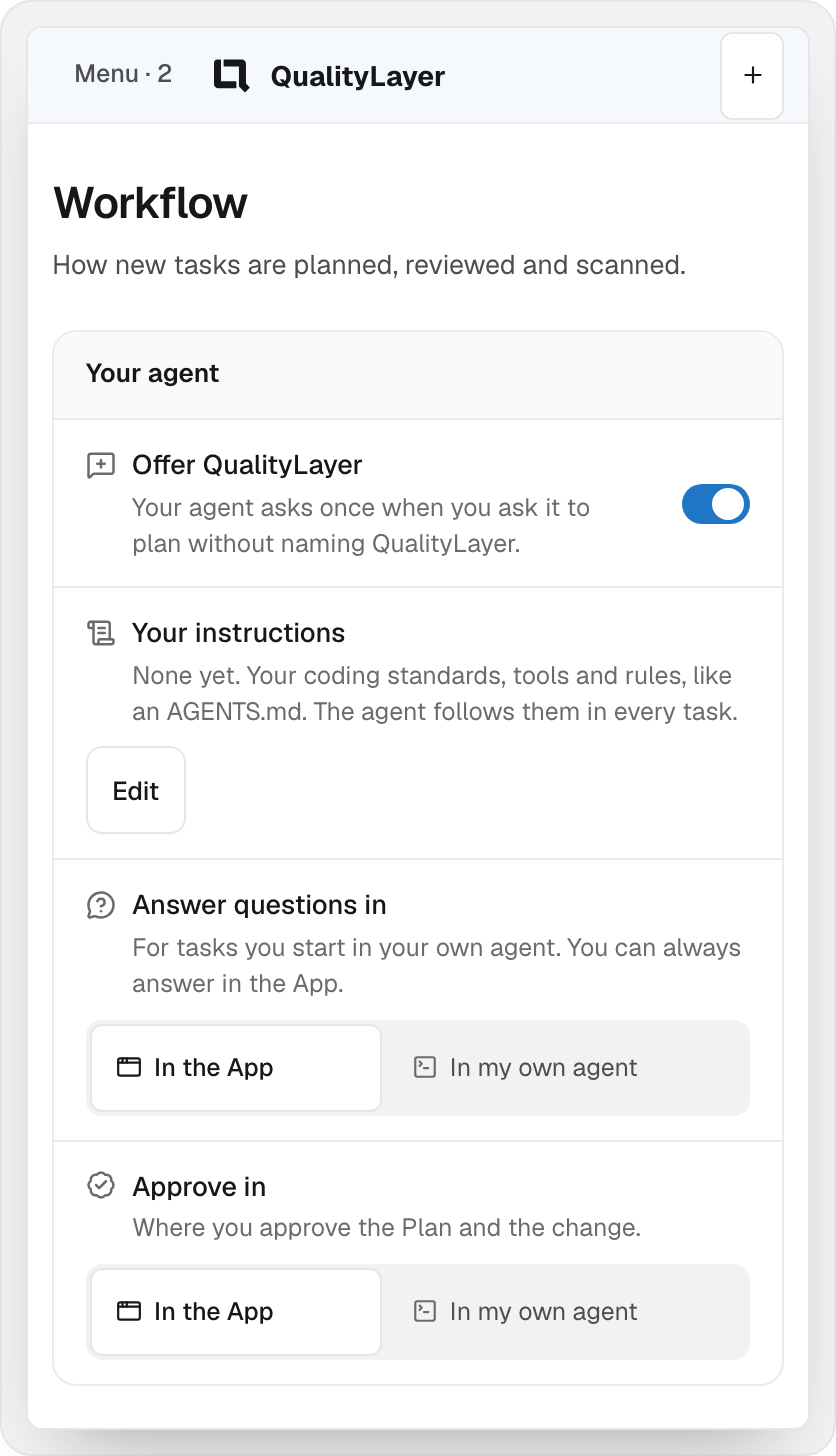 Menu · 2
QualityLayer
+
Workflow
How new tasks are planned, reviewed and scanned.
Your agent
Offer QualityLayer
Your agent asks once when you ask it to
plan without naming QualityLayer.
Your instructions
None yet. Your coding standards, tools and rules, like
an AGENTS.md. The agent follows them in every task.
Edit
Answer questions in
For tasks you start in your own agent. You can always
answer in the App.
In the App
In my own agent
Approve in
Where you approve the Plan and the change.
In the App
In my own agent